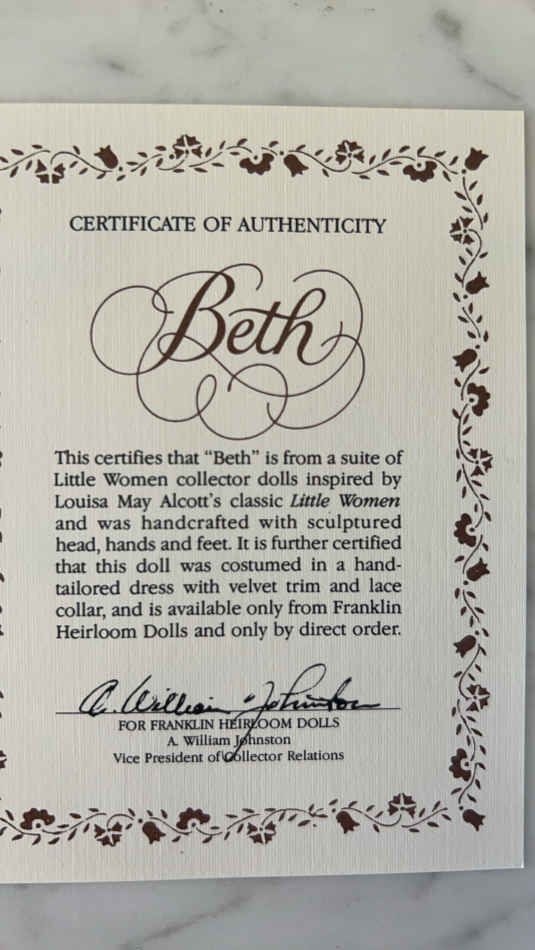 CERTIFICATE OF AUTHENTICITY
Beth
This certifies that “Beth” is from a suite of
Little Women collector dolls inspired by
Louisa May Alcott’s classic Little Women
and was handcrafted with sculptured
head, hands and feet. It is further certified
that this doll was costumed in a hand-
tailored dress with velvet trim and lace
collar, and is available only from Franklin
Heirloom Dolls and only by direct order.
A. William Johnston
FOR FRANKLIN HEIRLOOM DOLLS
A. William Johnston
Vice President of Collector Relations